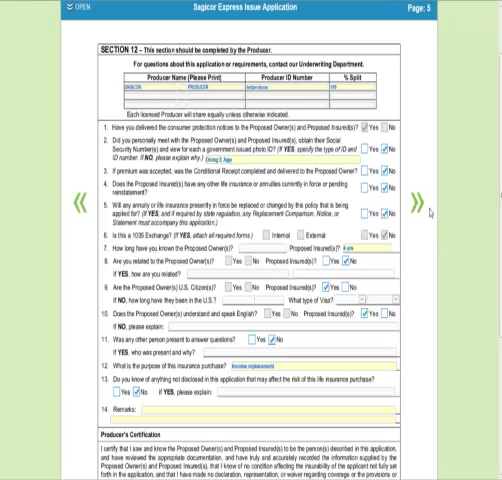 OPEN
Sagicor Express Issue Application
Page: 5
SECTION 12 – This section should be completed by the Producer.
For questions about this application or requirements, contact our Underwriting Department.
Producer Name (Please Print) Producer ID Number % Split
SAGICOR PRODUCER testproduce 100
Each licensed Producer will share equally unless otherwise indicated.
1. Have you delivered the consumer protection notices to the Proposed Owner(s) and Proposed Insured(s)? Yes No
2. Did you personally meet with the Proposed Owner(s) and Proposed Insured(s), obtain their Social
Security Number(s) and view for each a government issued photo ID? (If YES, specify the type of ID and Yes No
ID number. If NO, please explain why.) Doing E App
3. If premium was accepted, was the Conditional Receipt completed and delivered to the Proposed Owner? Yes No
4. Does the Proposed Insured(s) have any other life insurance or annuities currently in force or pending Yes No
reinstatement?
5. Will any annuity or life insurance presently in force be replaced or changed by this policy that is being
applied for? (If YES, and if required by state regulation, any Replacement Comparison, Notice, or Yes No
Statement must accompany this application.)
6. Is this a 1035 Exchange? (If YES, attach all required forms.) Internal External Yes No
7. How long have you known the Proposed Owner(s)? Proposed Insured(s)? 4 yrs
8. Are you related to the Proposed Owner(s)? Yes No Proposed Insured(s)? Yes No
If YES, how are you related?
9. Are the Proposed Owner(s) U.S. Citizen(s)? Yes No Proposed Insured(s)? Yes No
If NO, how long have they been in the U.S.? What type of Visa?
10. Does the Proposed Owner(s) understand and speak English? Yes No Proposed Insured(s)? Yes No
If NO, please explain:
11. Was any other person present to answer questions? Yes No
If YES, who was present and why?
12. What is the purpose of this insurance purchase? Income replacement
13. Do you know of anything not disclosed in this application that may affect the risk of this life insurance purchase?
Yes No If YES, please explain:
14. Remarks:
Producer's Certification
I certify that I saw and know the Proposed Owner(s) and Proposed Insured(s) to be the person(s) described in this application,
and have reviewed the appropriate documentation, and have truly and accurately recorded the information supplied by the
Proposed Owner(s) and Proposed Insured(s), that I know of no condition affecting the insurability of the applicant not fully set
forth in the application, and that I have made no declaration, representation, or waiver regarding coverage or the provisions or